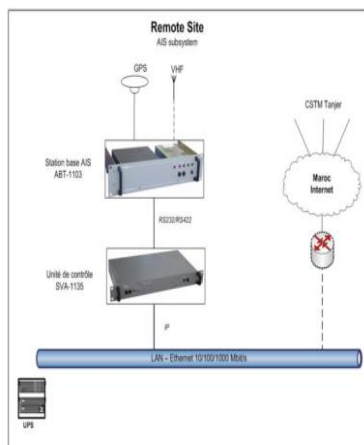 Remote Site
AIS subsystem
GPS
VHF
CSTM Tanjer
Station base AIS
ABT-1103
Maroc
Internet
RS232/RS422
Unité de contrôle
SVA-1135
IP
LAN – Ethernet 10/100/1000 Mbit/s
UPS